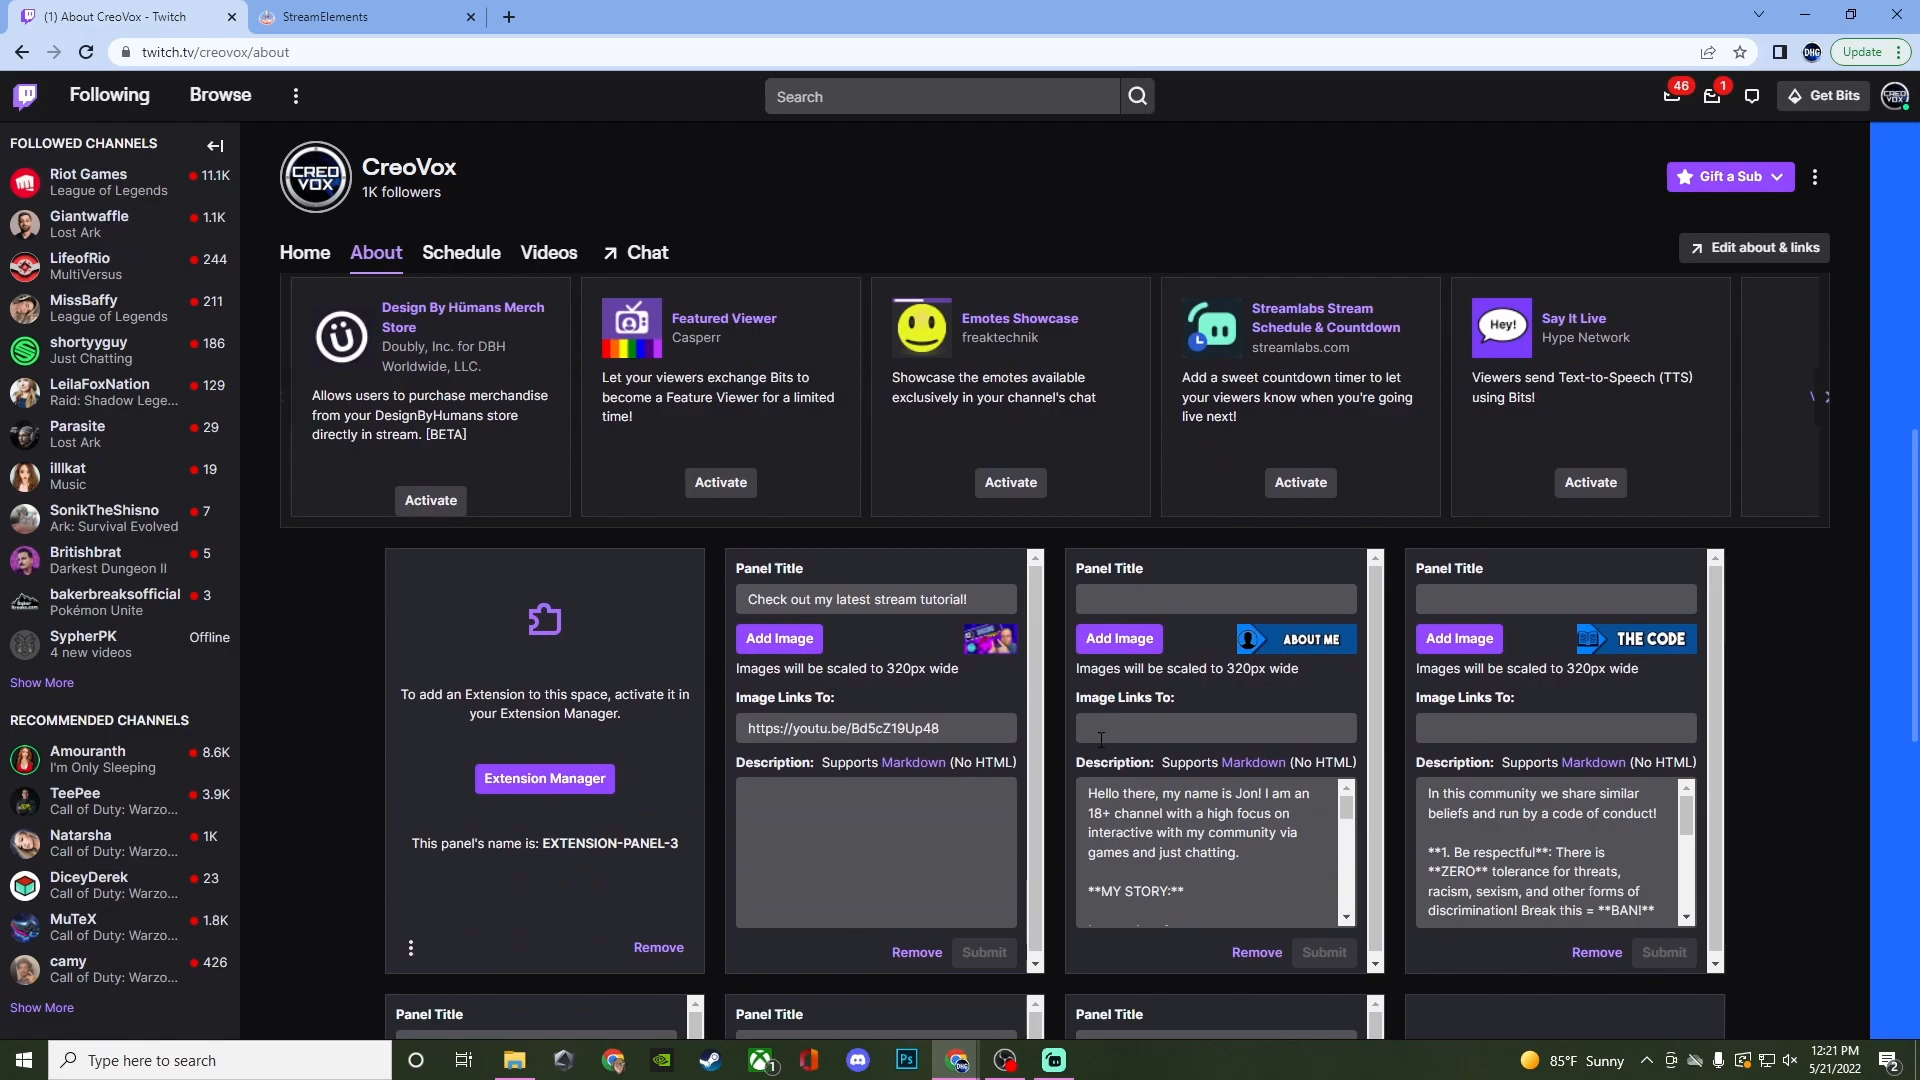 (1) About CreoVox - Twitch
StreamElements
twitch.tv/creovox/about
Update
Following
Browse
Search
46
1
Get Bits
FOLLOWED CHANNELS
Riot Games
League of Legends
11.1K
Giantwaffle
Lost Ark
1.1K
LifeofRio
MultiVersus
244
MissBaffy
League of Legends
211
shortyyguy
Just Chatting
186
LeilaFoxNation
Raid: Shadow Lege...
129
Parasite
Lost Ark
29
illlkat
Music
19
SonikTheShisno
Ark: Survival Evolved
7
Britishbrat
Darkest Dungeon II
5
bakerbreaksofficial
Pokémon Unite
3
SypherPK
4 new videos
Offline
Show More
RECOMMENDED CHANNELS
Amouranth
I'm Only Sleeping
8.6K
TeePee
Call of Duty: Warzo...
3.9K
Natarsha
Call of Duty: Warzo...
1K
DiceyDerek
Call of Duty: Warzo...
23
MuTeX
Call of Duty: Warzo...
1.8K
camy
Call of Duty: Warzo...
426
Show More
CREO
VOX
CreoVox
1K followers
Gift a Sub
Home
About
Schedule
Videos
Chat
Edit about & links
Design By Hümans Merch
Store
Doubly, Inc. for DBH
Worldwide, LLC.
Allows users to purchase merchandise
from your DesignByHumans store
directly in stream. [BETA]
Activate
Featured Viewer
Casperr
Let your viewers exchange Bits to
become a Feature Viewer for a limited
time!
Activate
Emotes Showcase
freaktechnik
Showcase the emotes available
exclusively in your channel's chat
Activate
Streamlabs Stream
Schedule & Countdown
streamlabs.com
Add a sweet countdown timer to let
your viewers know when you're going
live next!
Activate
Hey!
Say It Live
Hype Network
Viewers send Text-to-Speech (TTS)
using Bits!
Activate
To add an Extension to this space, activate it in
your Extension Manager.
Extension Manager
This panel's name is: EXTENSION-PANEL-3
Remove
Panel Title
Check out my latest stream tutorial!
Add Image
Images will be scaled to 320px wide
Image Links To:
https://youtu.be/Bd5cZ19Up48
Description: Supports Markdown (No HTML)
Remove
Submit
Panel Title
Add Image
ABOUT ME
Images will be scaled to 320px wide
Image Links To:
Description: Supports Markdown (No HTML)
Hello there, my name is Jon! I am an
18+ channel with a high focus on
interactive with my community via
games and just chatting.
**MY STORY:**
Remove
Submit
Panel Title
Add Image
THE CODE
Images will be scaled to 320px wide
Image Links To:
Description: Supports Markdown (No HTML)
In this community we share similar
beliefs and run by a code of conduct!
**1. Be respectful**: There is
**ZERO** tolerance for threats,
racism, sexism, and other forms of
discrimination! Break this = **BAN!**
Remove
Submit
Panel Title
Panel Title
Panel Title
Type here to search
85°F Sunny
12:21 PM
5/21/2022